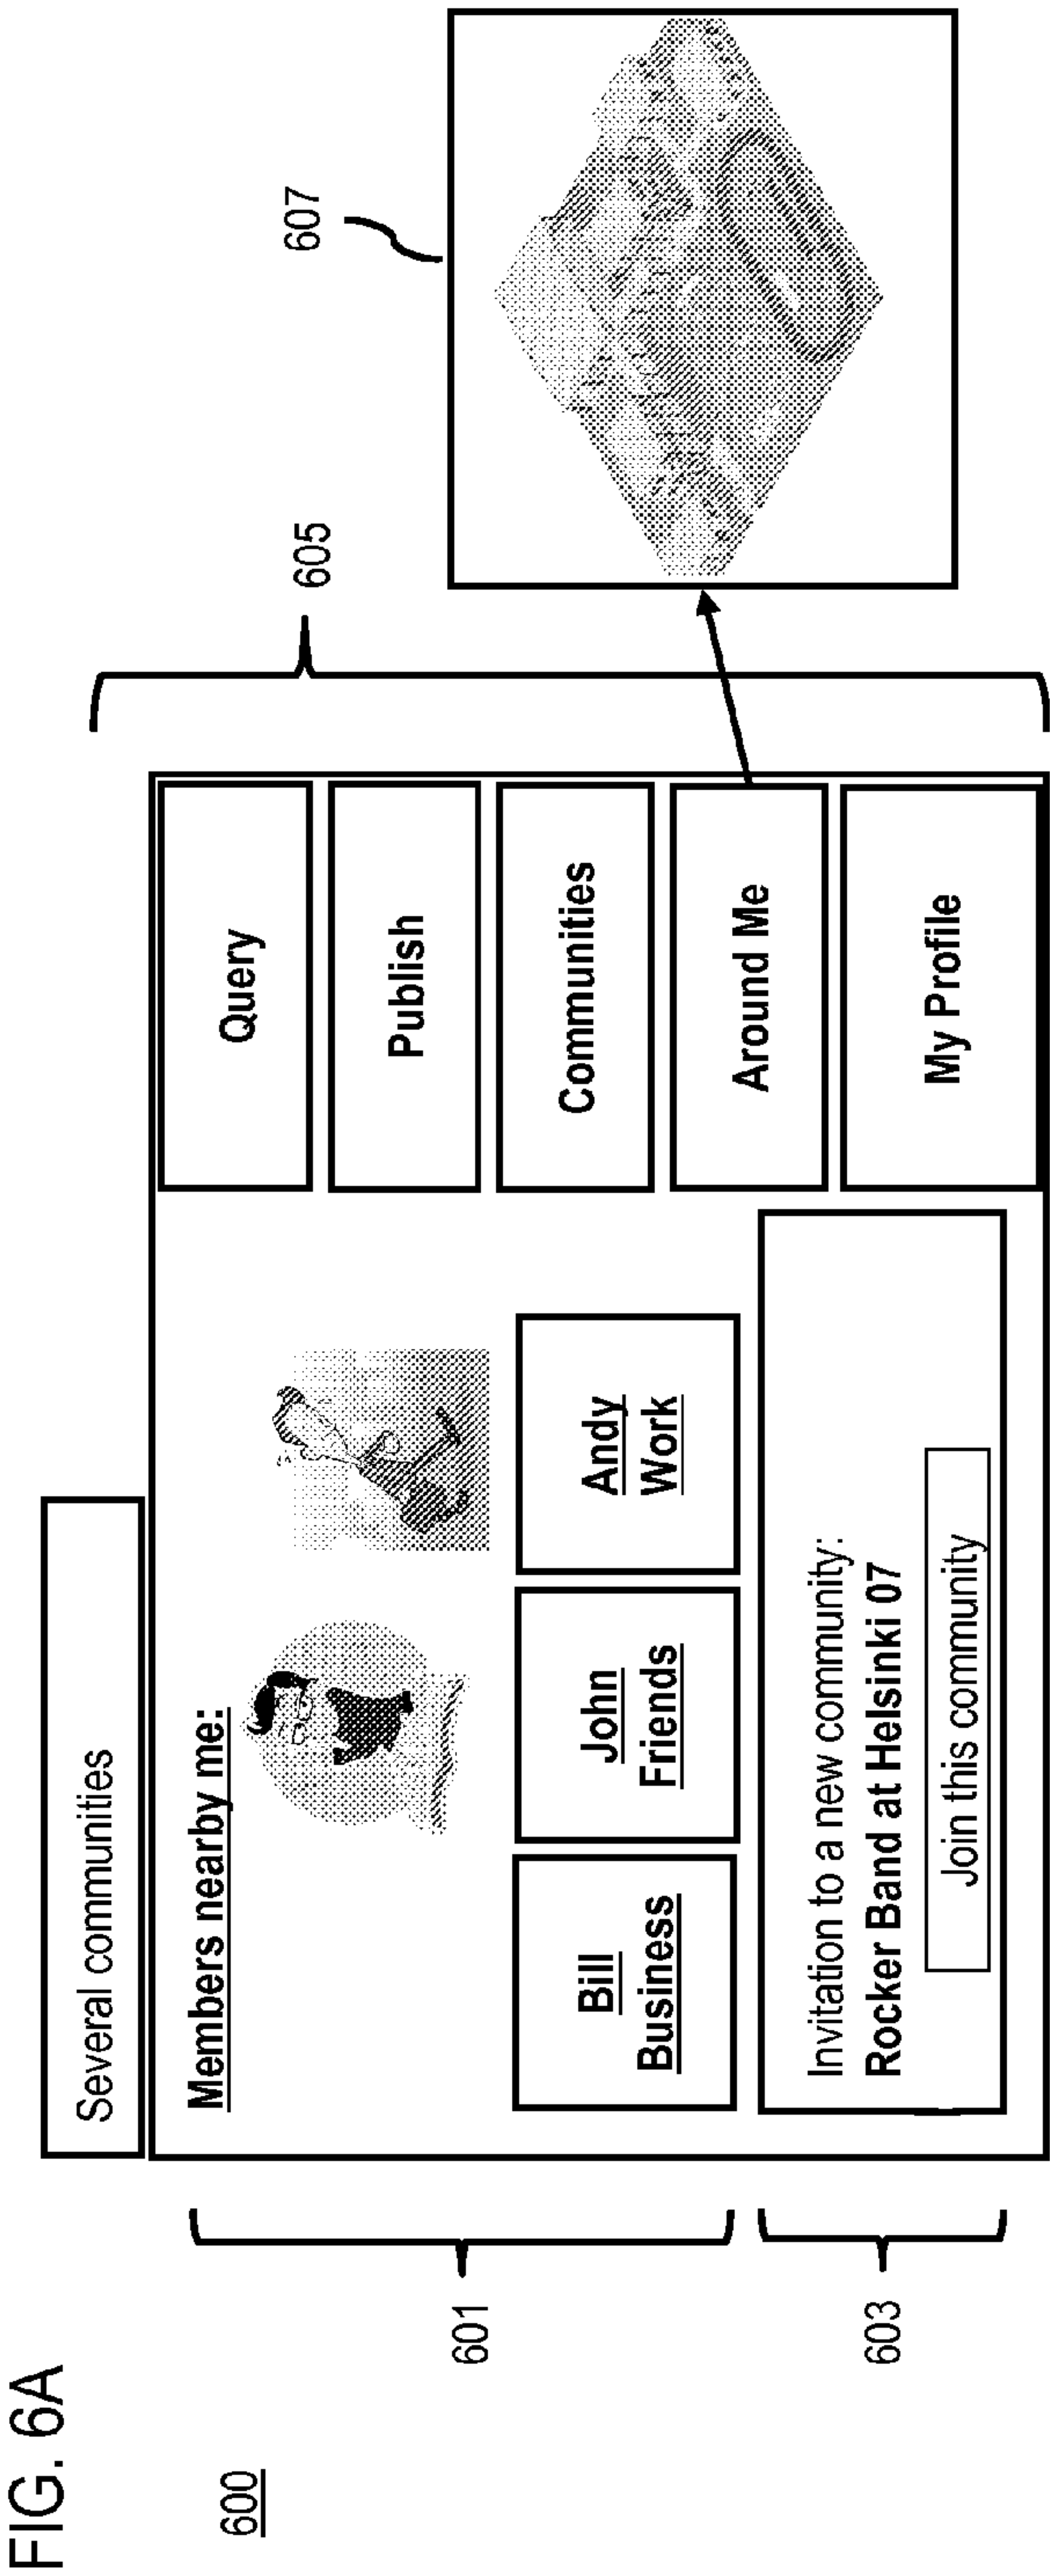 FIG. 6A
600
Several communities
Members nearby me:
Bill
Business
John
Friends
Andy
Work
Invitation to a new community:
Rocker Band at Helsinki 07
Join this community
Query
Publish
Communities
Around Me
My Profile
601
603
605
607